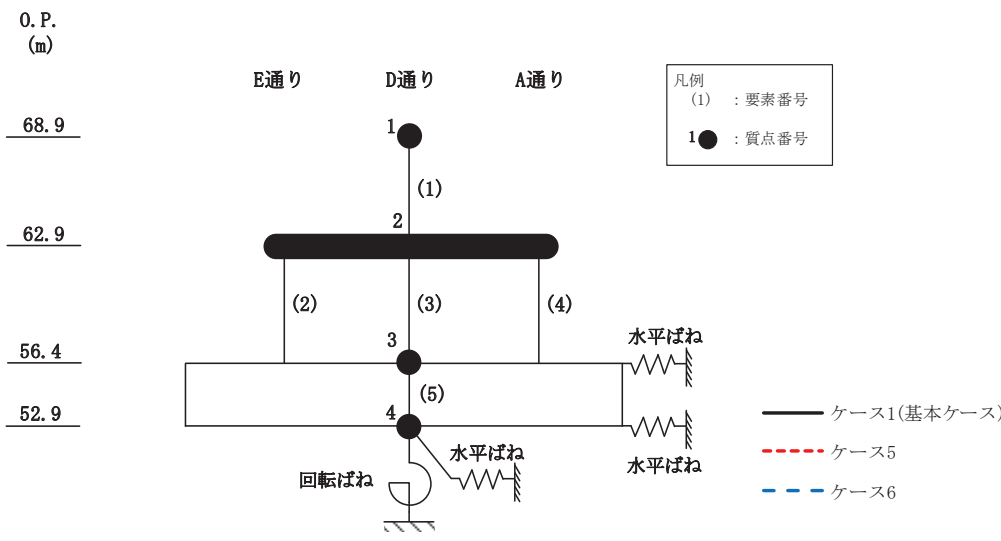 O.P.
(m)
E通り
D通り
A通り
凡例
(1) ：要素番号
1 ：質点番号
68.9
1
(1)
62.9
2
(2)
(3)
(4)
水平ばね
56.4
3
(5)
52.9
4
水平ばね
水平ばね
回転ばね
ケース1(基本ケース)
ケース5
ケース6